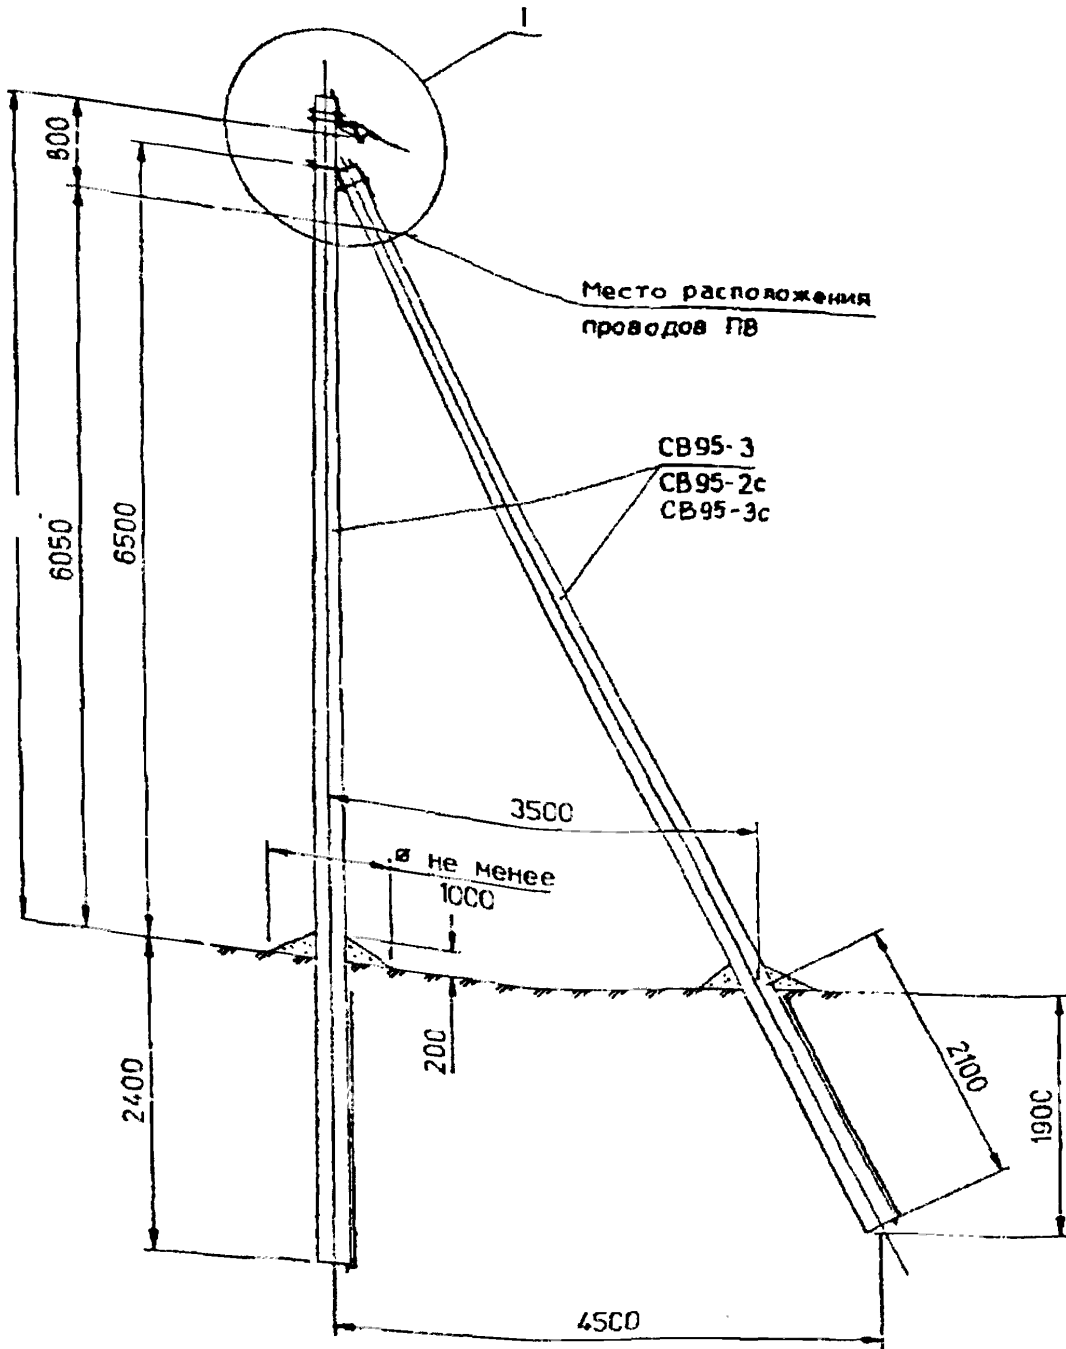 I
800
6500
6050
Место расположения
проводов ПВ
СВ95-3
СВ95-2с
СВ95-3с
3500
ø не менее
1000
200
2400
2100
1900
4500